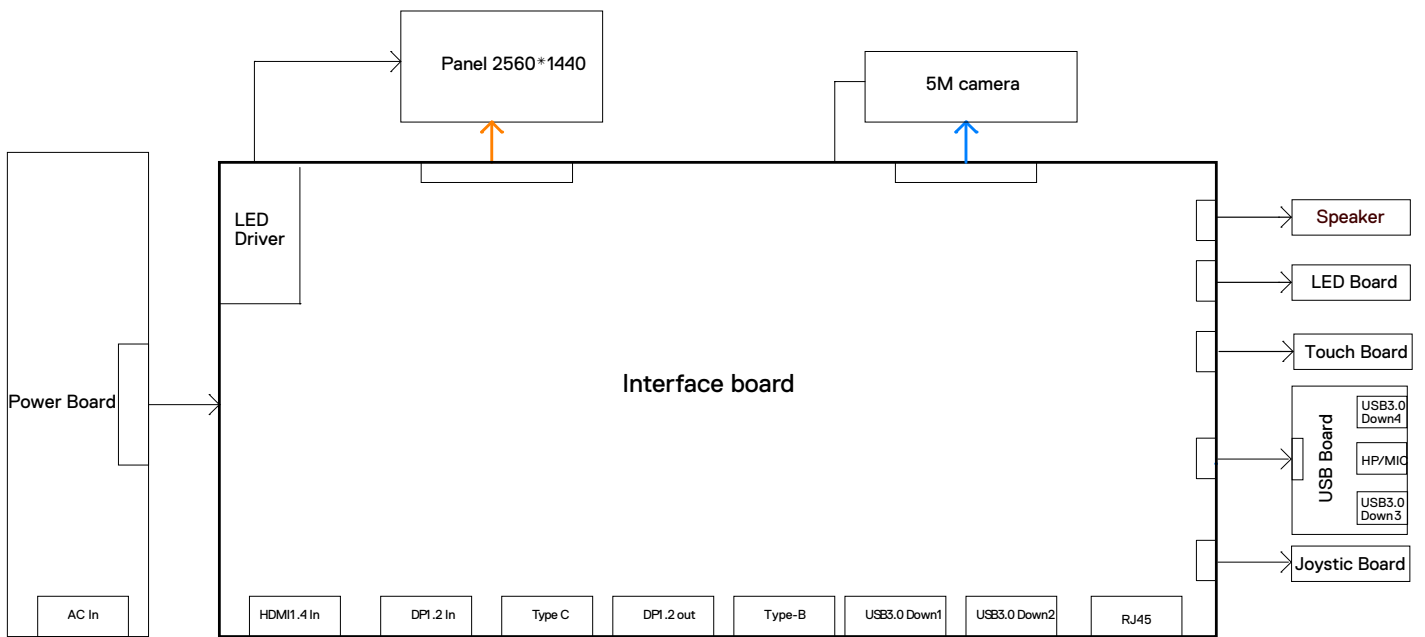 Panel 2560*1440
5M camera
LED
Driver
Speaker
LED Board
Touch Board
Interface board
Power Board
USB Board
USB3.0
Down4
HP/MIC
USB3.0
Down3
Joystic Board
AC In
HDMI1.4 In
DP1.2 In
Type C
DP1.2 out
Type-B
USB3.0 Down1
USB3.0 Down2
RJ45